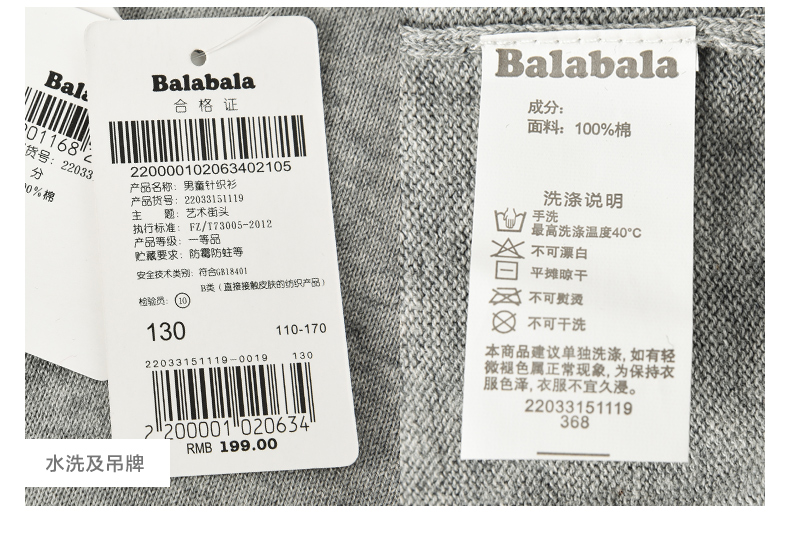 Bala
01168 2
货号: 22033
分
00%棉
Balabala
合格证
220000102063402105
产品名称: 男童针织衫
产品货号: 22033151119
主 题: 艺术街头
执行标准: FZ/T73005-2012
产品等级: 一等品
贮藏要求: 防霉防蛀等
安全技术类别: 符合GB18401
B类 (直接接触皮肤的纺织产品)
检验员: 10
130 110-170
22033151119-0019 130
2 200001 020634
RMB 199.00
水洗及吊牌
Balabala
成分:
面料: 100%棉
洗涤说明
手洗
最高洗涤温度40°C
不可漂白
平摊晾干
不可熨烫
不可干洗
本商品建议单独洗涤, 如有轻
微褪色属正常现象, 为保持衣
服色泽, 衣服不宜久浸。
22033151119
368